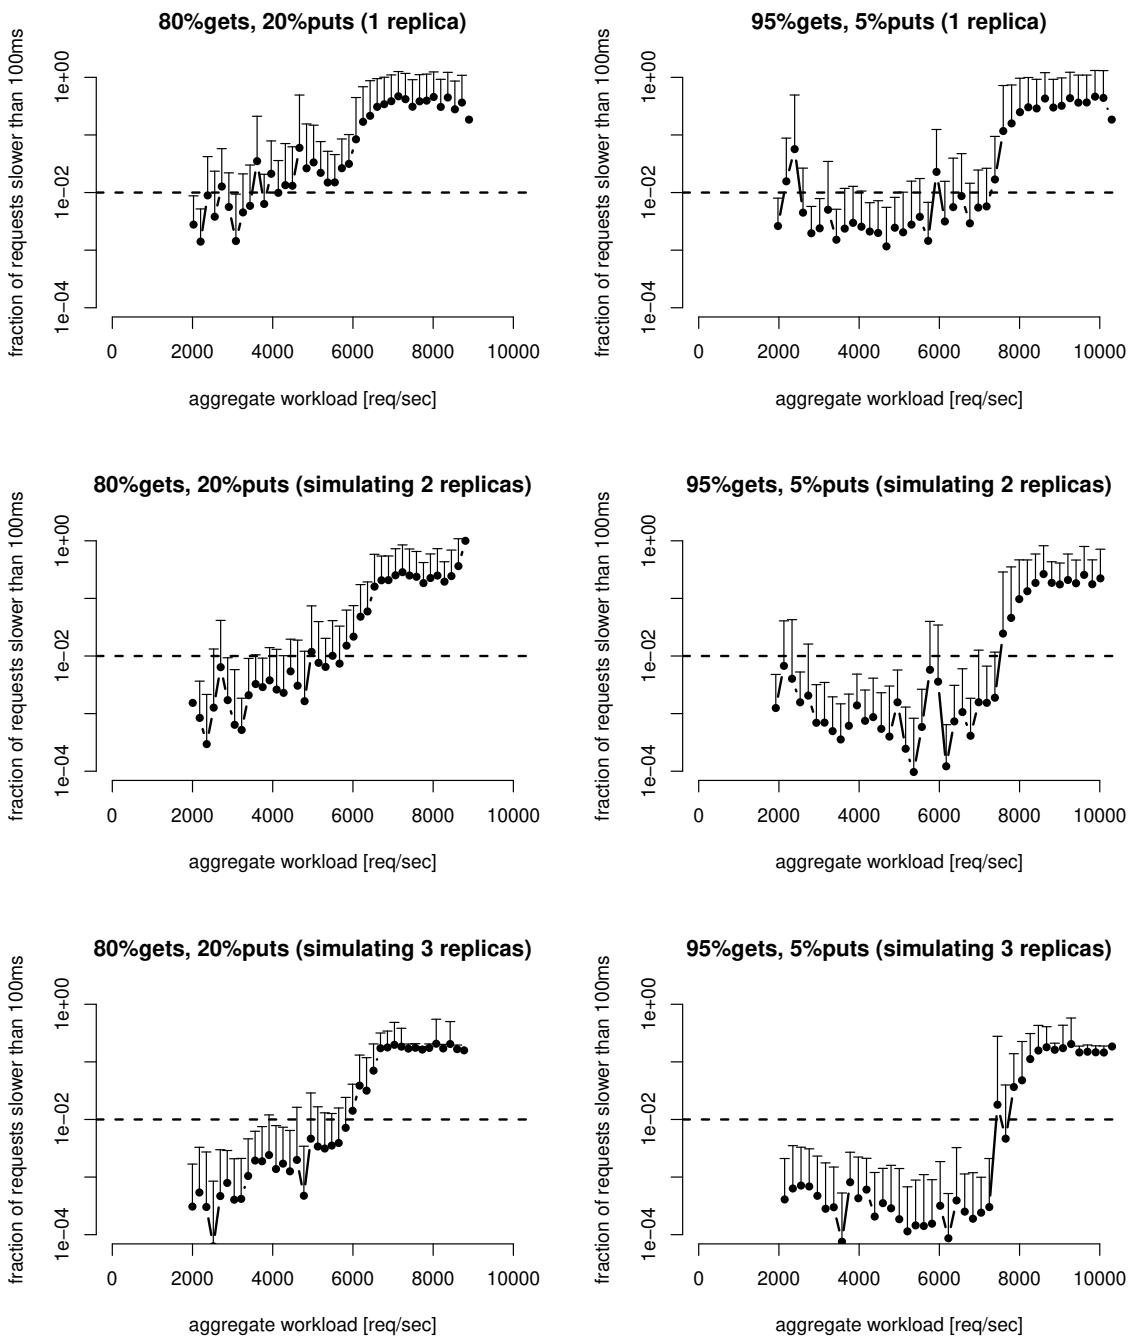 80%gets, 20%puts (1 replica)
fraction of requests slower than 100ms
1e+00
1e−02
1e−04
0 2000 4000 6000 8000 10000
aggregate workload [req/sec]
95%gets, 5%puts (1 replica)
fraction of requests slower than 100ms
1e+00
1e−02
1e−04
0 2000 4000 6000 8000 10000
aggregate workload [req/sec]
80%gets, 20%puts (simulating 2 replicas)
fraction of requests slower than 100ms
1e+00
1e−02
1e−04
0 2000 4000 6000 8000 10000
aggregate workload [req/sec]
95%gets, 5%puts (simulating 2 replicas)
fraction of requests slower than 100ms
1e+00
1e−02
1e−04
0 2000 4000 6000 8000 10000
aggregate workload [req/sec]
80%gets, 20%puts (simulating 3 replicas)
fraction of requests slower than 100ms
1e+00
1e−02
1e−04
0 2000 4000 6000 8000 10000
aggregate workload [req/sec]
95%gets, 5%puts (simulating 3 replicas)
fraction of requests slower than 100ms
1e+00
1e−02
1e−04
0 2000 4000 6000 8000 10000
aggregate workload [req/sec]